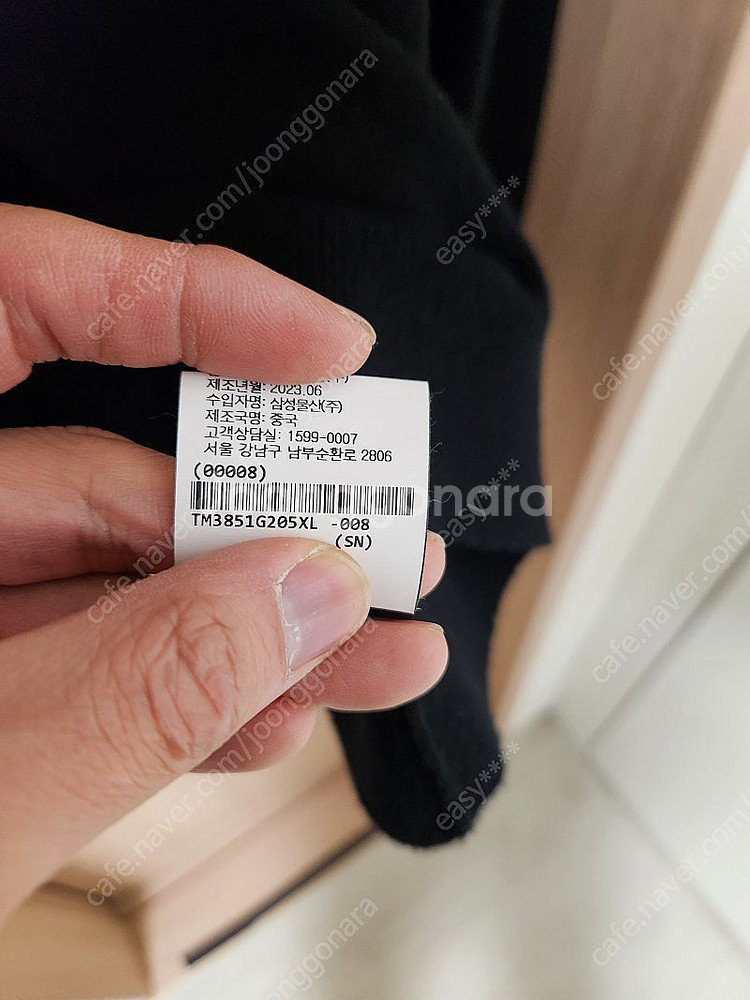 제조년월: 2023.06
수입자명: 삼성물산(주)
제조국명: 중국
고객상담실: 1599-0007
서울 강남구 남부순환로 2806
(00008)
TM3851G205XL -008
(SN)
cafe.naver.com/joonggonara
easy****
joonggonara